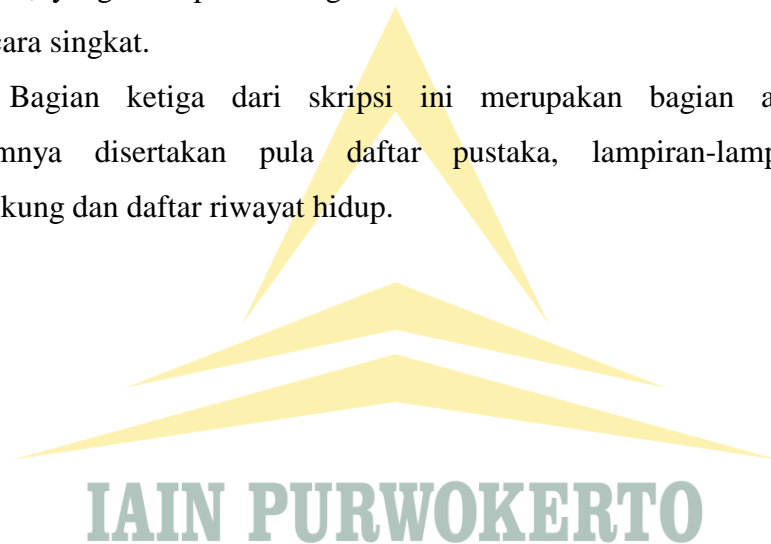 cara singkat.
Bagian ketiga dari skripsi ini merupakan bagian a
mnya disertakan pula daftar pustaka, lampiran-lamp
kung dan daftar riwayat hidup.
IAIN PURWOKERTO